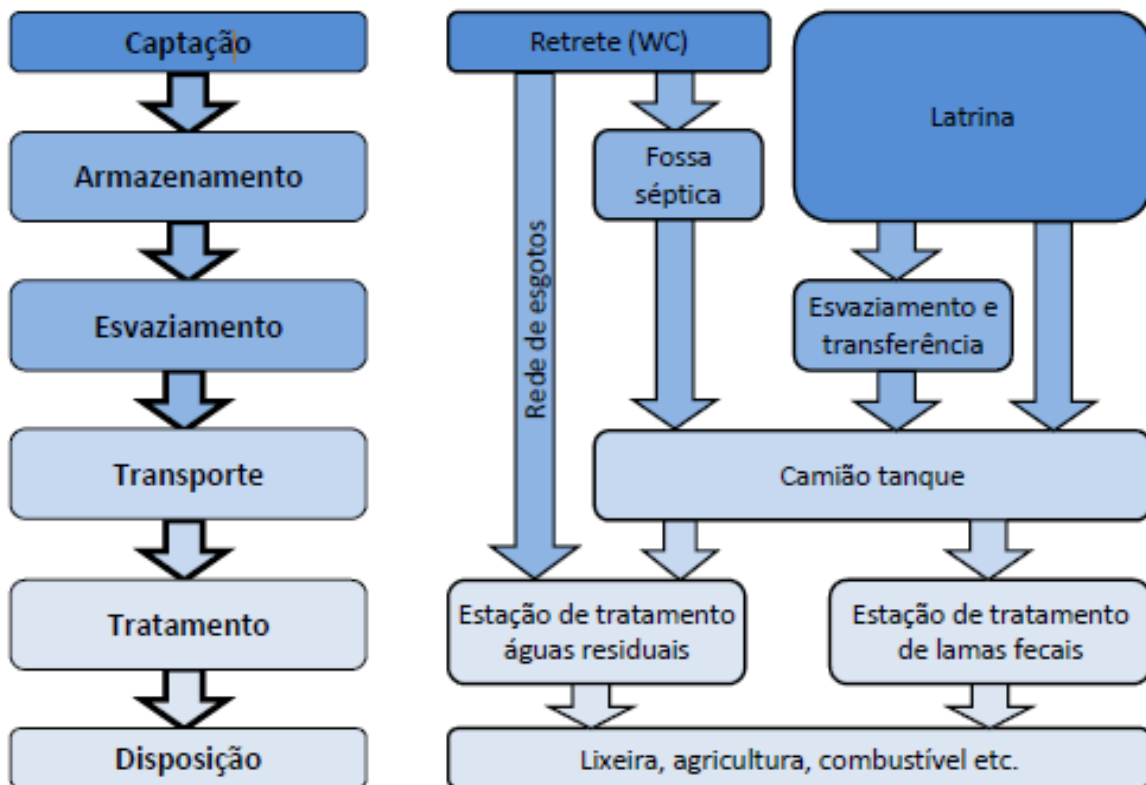 Captação
Armazenamento
Esvaziamento
Transporte
Tratamento
Disposição
Retrete (WC)
Latrina
Fossa
séptica
Rede de esgotos
Esvaziamento e
transferência
Camião tanque
Estação de tratamento
águas residuais
Estação de tratamento
de lamas fecais
Lixeira, agricultura, combustível etc.